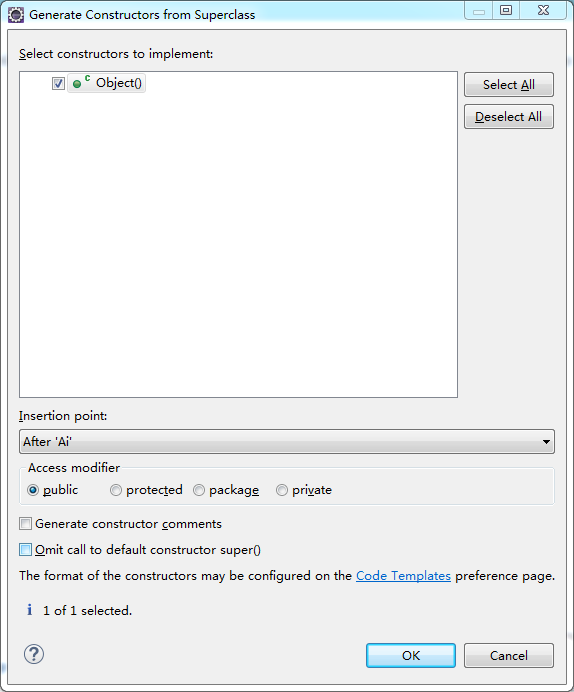 Generate Constructors from Superclass
Select constructors to implement:
C Object()
Select All
Deselect All
Insertion point:
After 'Ai'
Access modifier
public protected package private
Generate constructor comments
Omit call to default constructor super()
The format of the constructors may be configured on the Code Templates preference page.
i 1 of 1 selected.
? OK Cancel